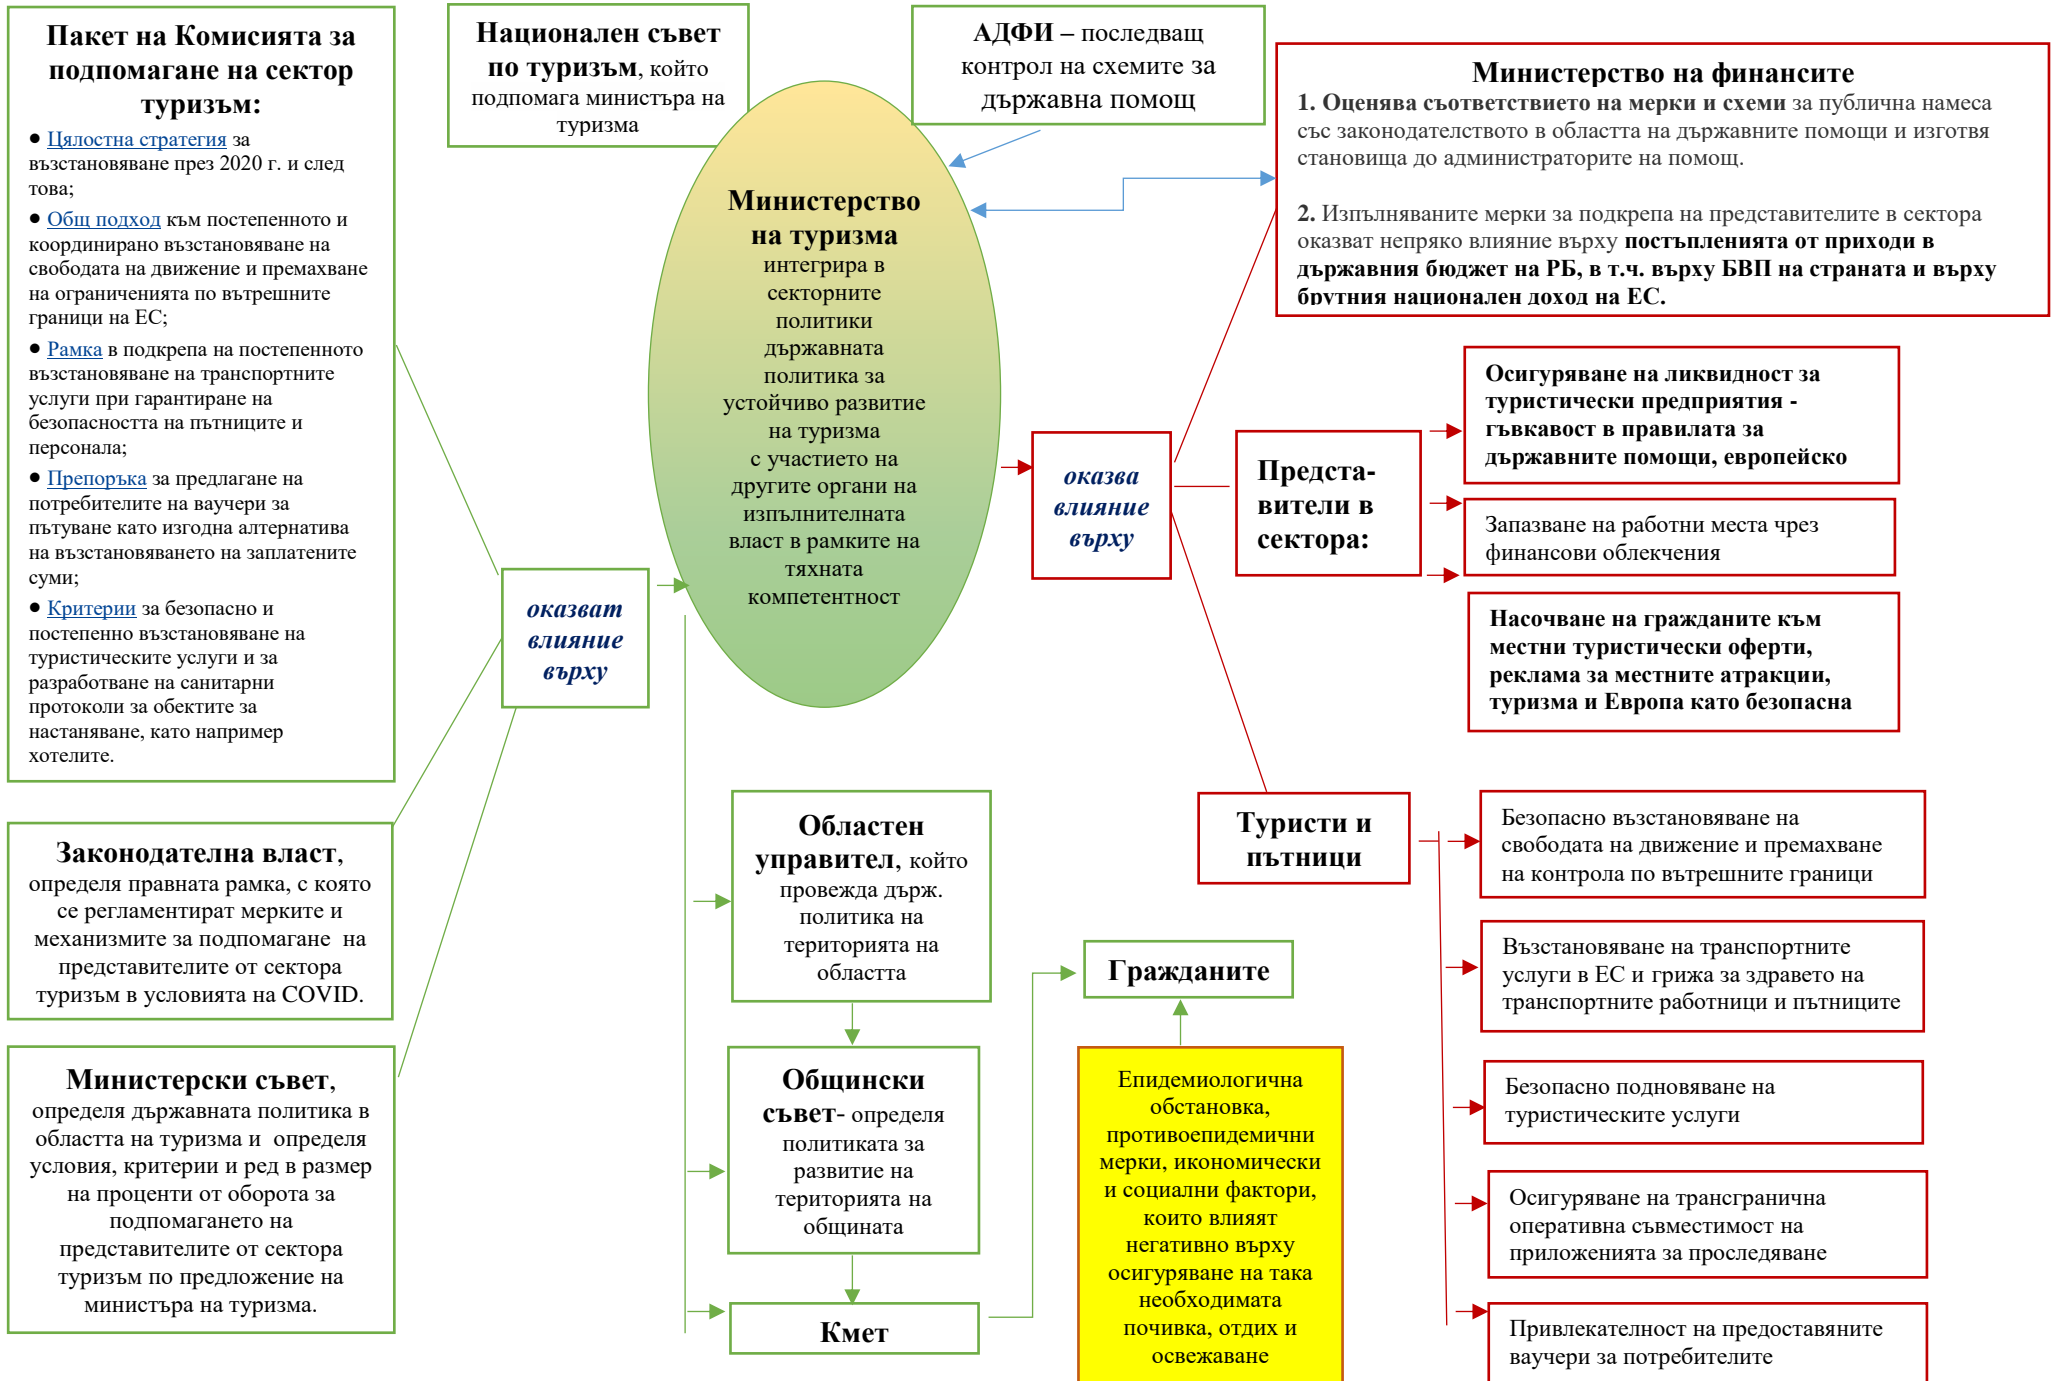 Пакет на Комисията за
подпомагане на сектор
туризъм:
• Цялостна стратегия за
възстановяване през 2020 г. и след
това;
• Общ подход към постепенното и
координирано възстановяване на
свободата на движение и премахване
на ограниченията по вътрешните
граници на ЕС;
• Рамка в подкрепа на постепенното
възстановяване на транспортните
услуги при гарантиране на
безопасността на пътниците и
персонала;
• Препоръка за предлагане на
потребителите на ваучери за
пътуване като изгодна алтернатива
на възстановяването на заплатените
суми;
• Критерии за безопасно и
постепенно възстановяване на
туристическите услуги и за
разработване на санитарни
протоколи за обектите за
настаняване, като например
хотелите.
Законодателна власт,
определя правната рамка, с която
се регламентират мерките и
механизмите за подпомагане на
представителите от сектора
туризъм в условията на COVID.
Министерски съвет,
определя държавната политика в
областта на туризма и определя
условия, критерии и ред в размер
на проценти от оборота за
подпомагането на
представителите от сектора
туризъм по предложение на
министъра на туризма.
Национален съвет
по туризъм, който
подпомага министъра на
туризма
АДФИ – последващ
контрол на схемите за
държавна помощ
оказват
влияние
върху
Министерство
на туризма
интегрира в
секторните
политики
държавната
политика за
устойчиво развитие
на туризма
с участието на
другите органи на
изпълнителната
власт в рамките на
тяхната
компетентност
Областен
управител, който
провежда държ.
политика на
територията на
областта
Общински
съвет- определя
политиката за
развитие на
територията на
общината
Кмет
Гражданите
Епидемиологична
обстановка,
противоепидемични
мерки, икономически
и социални фактори,
които влияят
негативно върху
осигуряване на така
необходимата
почивка, отдих и
освежаване
оказва
влияние
върху
Министерство на финансите
1. Оценява съответствието на мерки и схеми за публична намеса
със законодателството в областта на държавните помощи и изготвя
становища до администраторите на помощ.
2. Изпълняваните мерки за подкрепа на представителите в сектора
оказват непряко влияние върху постъпленията от приходи в
държавния бюджет на РБ, в т.ч. върху БВП на страната и върху
брутния национален доход на ЕС.
Предста-
вители в
сектора:
Осигуряване на ликвидност за
туристически предприятия -
гъвкавост в правилата за
държавните помощи, европейско
Запазване на работни места чрез
финансови облекчения
Насочване на гражданите към
местни туристически оферти,
реклама за местните атракции,
туризма и Европа като безопасна
Туристи и
пътници
Безопасно възстановяване на
свободата на движение и премахване
на контрола по вътрешните граници
Възстановяване на транспортните
услуги в ЕС и грижа за здравето на
транспортните работници и пътниците
Безопасно подновяване на
туристическите услуги
Осигуряване на трансгранична
оперативна съвместимост на
приложенията за проследяване
Привлекателност на предоставяните
ваучери за потребителите